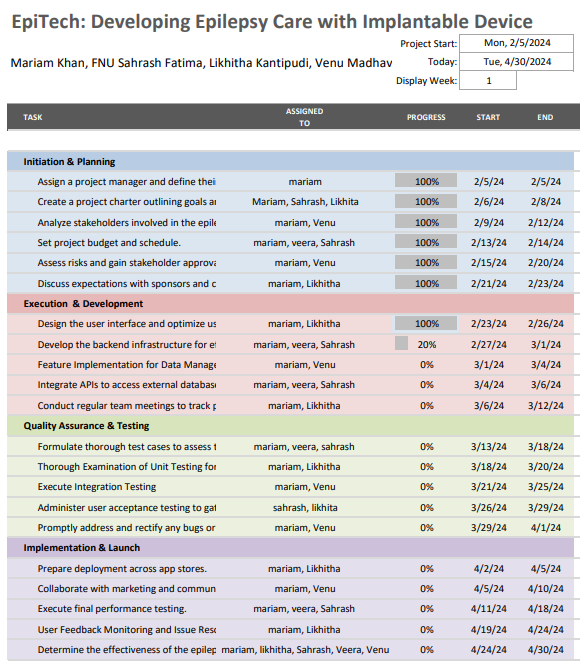 EpiTech: Developing Epilepsy Care with Implantable Device
Project Start: Mon, 2/5/2024
Mariam Khan, FNU Sahrash Fatima, Likhitha Kantipudi, Venu Madhav
Today: Tue, 4/30/2024
Display Week: 1
TASK ASSIGNED TO PROGRESS START END
Initiation & Planning
Assign a project manager and define thei mariam 100% 2/5/24 2/5/24
Create a project charter outlining goals a Mariam, Sahrash, Likhita 100% 2/6/24 2/8/24
Analyze stakeholders involved in the epile mariam, Venu 100% 2/9/24 2/12/24
Set project budget and schedule. mariam, veera, Sahrash 100% 2/13/24 2/14/24
Assess risks and gain stakeholder approva mariam, Venu 100% 2/15/24 2/20/24
Discuss expectations with sponsors and c mariam, Likhitha 100% 2/21/24 2/23/24
Execution & Development
Design the user interface and optimize us mariam, Likhitha 100% 2/23/24 2/26/24
Develop the backend infrastructure for ef mariam, veera, Sahrash 20% 2/27/24 3/1/24
Feature Implementation for Data Manage mariam, Venu 0% 3/1/24 3/4/24
Integrate APIs to access external database mariam, veera, Sahrash 0% 3/4/24 3/6/24
Conduct regular team meetings to track p mariam, Likhitha 0% 3/6/24 3/12/24
Quality Assurance & Testing
Formulate thorough test cases to assess t mariam, veera, sahrash 0% 3/13/24 3/18/24
Thorough Examination of Unit Testing for mariam, Likhitha 0% 3/18/24 3/20/24
Execute Integration Testing mariam, Venu 0% 3/21/24 3/25/24
Administer user acceptance testing to gat sahrash, likhita 0% 3/26/24 3/29/24
Promptly address and rectify any bugs or mariam, Venu 0% 3/29/24 4/1/24
Implementation & Launch
Prepare deployment across app stores. mariam, Likhitha 0% 4/2/24 4/5/24
Collaborate with marketing and commun mariam, Venu 0% 4/5/24 4/10/24
Execute final performance testing. mariam, veera, Sahrash 0% 4/11/24 4/18/24
User Feedback Monitoring and Issue Reso mariam, Likhitha 0% 4/19/24 4/24/24
Determine the effectiveness of the epilep mariam, likhitha, Sahrash, Veera, Venu 0% 4/24/24 4/30/24